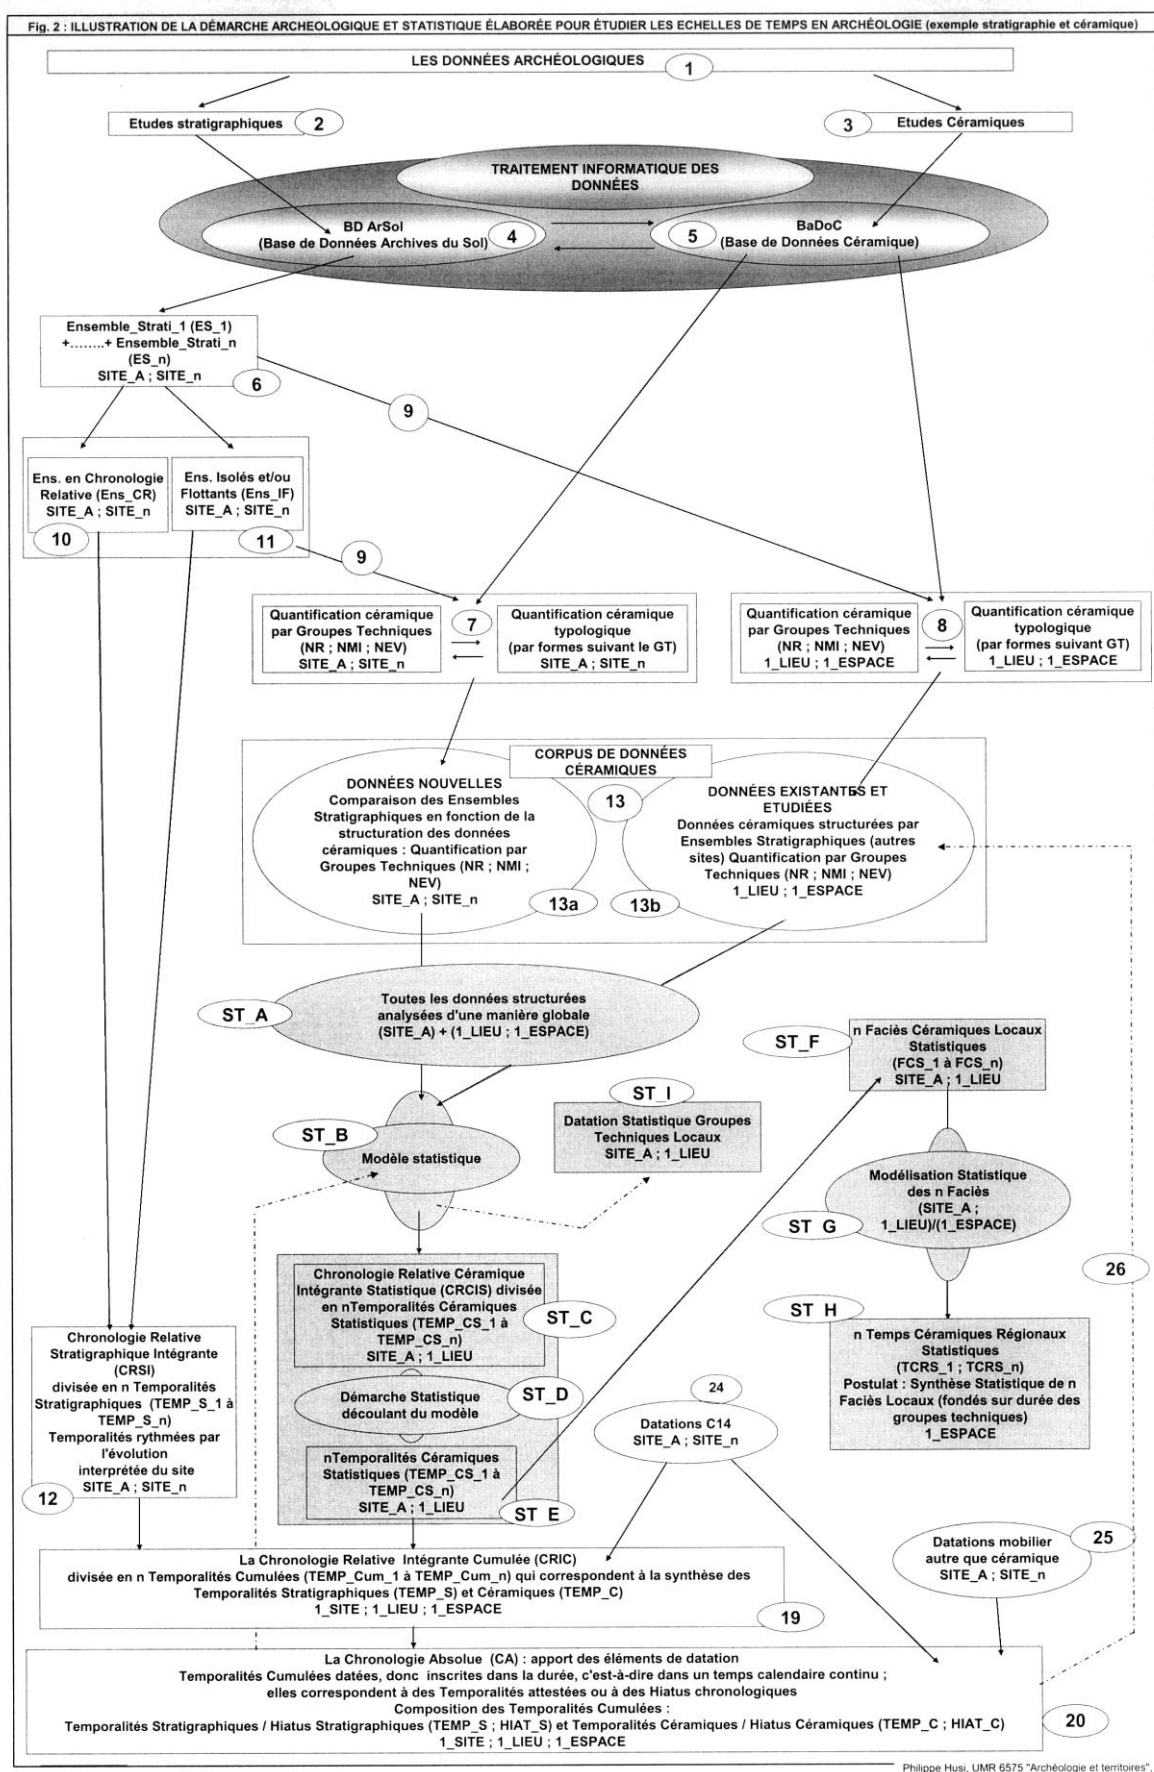 Fig. 2 : ILLUSTRATION DE LA DÉMARCHE ARCHEOLOGIQUE ET STATISTIQUE ÉLABORÉE POUR ÉTUDIER LES ECHELLES DE TEMPS EN ARCHÉOLOGIE (exemple stratigraphie et céramique)
LES DONNÉES ARCHÉOLOGIQUES
1
Etudes stratigraphiques
2
3
Etudes Céramiques
TRAITEMENT INFORMATIQUE DES
DONNÉES
BD ArSol
(Base de Données Archives du Sol)
4
5
BaDoC
(Base de Données Céramique)
Ensemble_Strati_1 (ES_1)
+........+ Ensemble_Strati_n
(ES_n)
SITE_A ; SITE_n
6
9
Ens. en Chronologie
Relative (Ens_CR)
SITE_A ; SITE_n
10
Ens. Isolés et/ou
Flottants (Ens_IF)
SITE_A ; SITE_n
11
9
Quantification céramique
par Groupes Techniques
(NR ; NMI ; NEV)
SITE_A ; SITE_n
7
Quantification céramique
typologique
(par formes suivant le GT)
SITE_A ; SITE_n
Quantification céramique
par Groupes Techniques
(NR ; NMI ; NEV)
1_LIEU ; 1_ESPACE
8
Quantification céramique
typologique
(par formes suivant GT)
1_LIEU ; 1_ESPACE
CORPUS DE DONNÉES
CÉRAMIQUES
13
DONNÉES NOUVELLES
Comparaison des Ensembles
Stratigraphiques en fonction de la
structuration des données
céramiques : Quantification par
Groupes Techniques (NR ; NMI ;
NEV)
SITE_A ; SITE_n
13a
DONNÉES EXISTANTES ET
ETUDIÉES
Données céramiques structurées par
Ensembles Stratigraphiques (autres
sites) Quantification par Groupes
Techniques (NR ; NMI ; NEV)
1_LIEU ; 1_ESPACE
13b
ST_A
Toutes les données structurées
analysées d'une manière globale
(SITE_A) + (1_LIEU ; 1_ESPACE)
ST_B
Modèle statistique
ST_I
Datation Statistique Groupes
Techniques Locaux
SITE_A ; 1_LIEU
ST_F
n Faciès Céramiques Locaux
Statistiques
(FCS_1 à FCS_n)
SITE_A ; 1_LIEU
Modélisation Statistique
des n Faciès
(SITE_A ;
1_LIEU)/(1_ESPACE)
ST_G
26
ST_H
n Temps Céramiques Régionaux
Statistiques
(TCRS_1 ; TCRS_n)
Postulat : Synthèse Statistique de n
Faciès Locaux (fondés sur durée des
groupes techniques)
1_ESPACE
Chronologie Relative Céramique
Intégrante Statistique (CRCIS) divisée
en nTemporalités Céramiques
Statistiques (TEMP_CS_1 à
TEMP_CS_n)
SITE_A ; 1_LIEU
ST_C
Démarche Statistique
découlant du modèle
ST_D
nTemporalités Céramiques
Statistiques (TEMP_CS_1 à
TEMP_CS_n)
SITE_A ; 1_LIEU
ST_E
Chronologie Relative
Stratigraphique Intégrante
(CRSI)
divisée en n Temporalités
Stratigraphiques (TEMP_S_1 à
TEMP_S_n)
Temporalités rythmées par
l'évolution
interprétée du site
SITE_A ; SITE_n
12
24
Datations C14
SITE_A ; SITE_n
25
Datations mobilier
autre que céramique
SITE_A ; SITE_n
La Chronologie Relative Intégrante Cumulée (CRIC)
divisée en n Temporalités Cumulées (TEMP_Cum_1 à TEMP_Cum_n) qui correspondent à la synthèse des
Temporalités Stratigraphiques (TEMP_S) et Céramiques (TEMP_C)
1_SITE ; 1_LIEU ; 1_ESPACE
19
La Chronologie Absolue (CA) : apport des éléments de datation
Temporalités Cumulées datées, donc inscrites dans la durée, c'est-à-dire dans un temps calendaire continu ;
elles correspondent à des Temporalités attestées ou à des Hiatus chronologiques
Composition des Temporalités Cumulées :
Temporalités Stratigraphiques / Hiatus Stratigraphiques (TEMP_S ; HIAT_S) et Temporalités Céramiques / Hiatus Céramiques (TEMP_C ; HIAT_C)
1_SITE ; 1_LIEU ; 1_ESPACE
20
Philippe Husi, UMR 6575 "Archéologie et territoires",